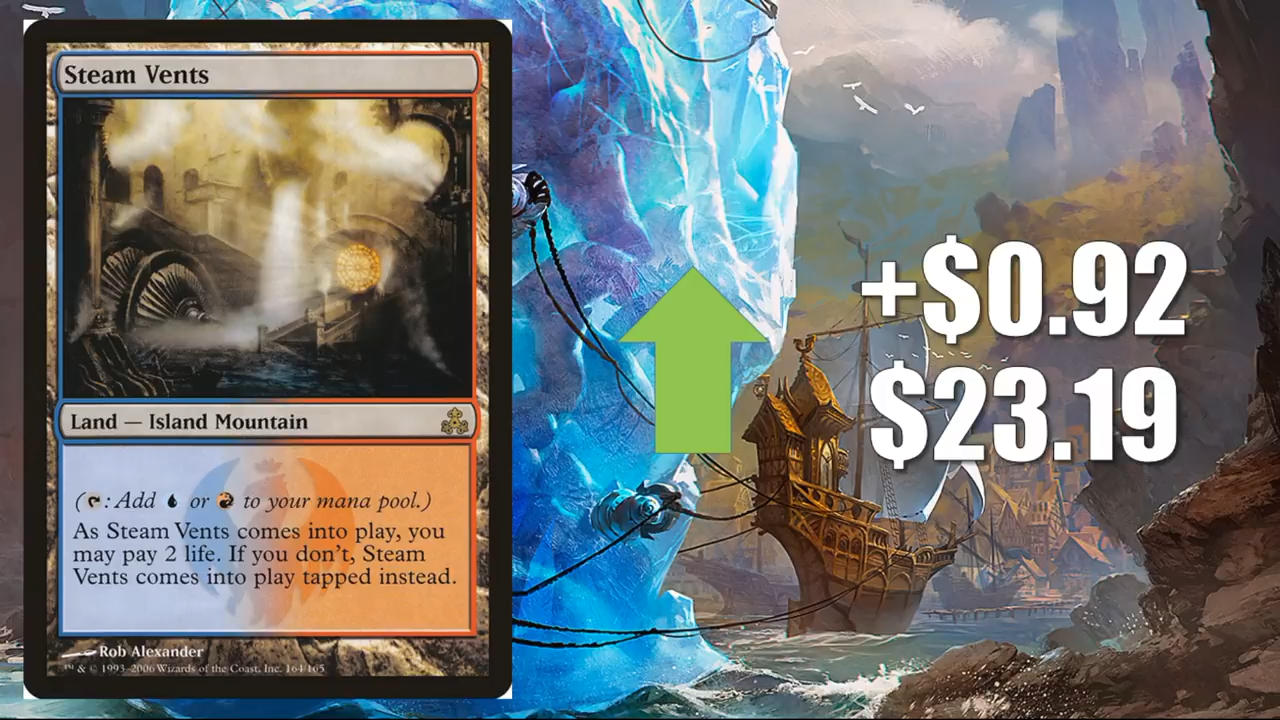 Steam Vents
Land — Island Mountain
( : Add or to your mana pool.)
As Steam Vents comes into play, you
may pay 2 life. If you don't, Steam
Vents comes into play tapped instead.
Rob Alexander
™ & © 1993–2006 Wizards of the Coast, Inc. 164/165
+$0.92
$23.19